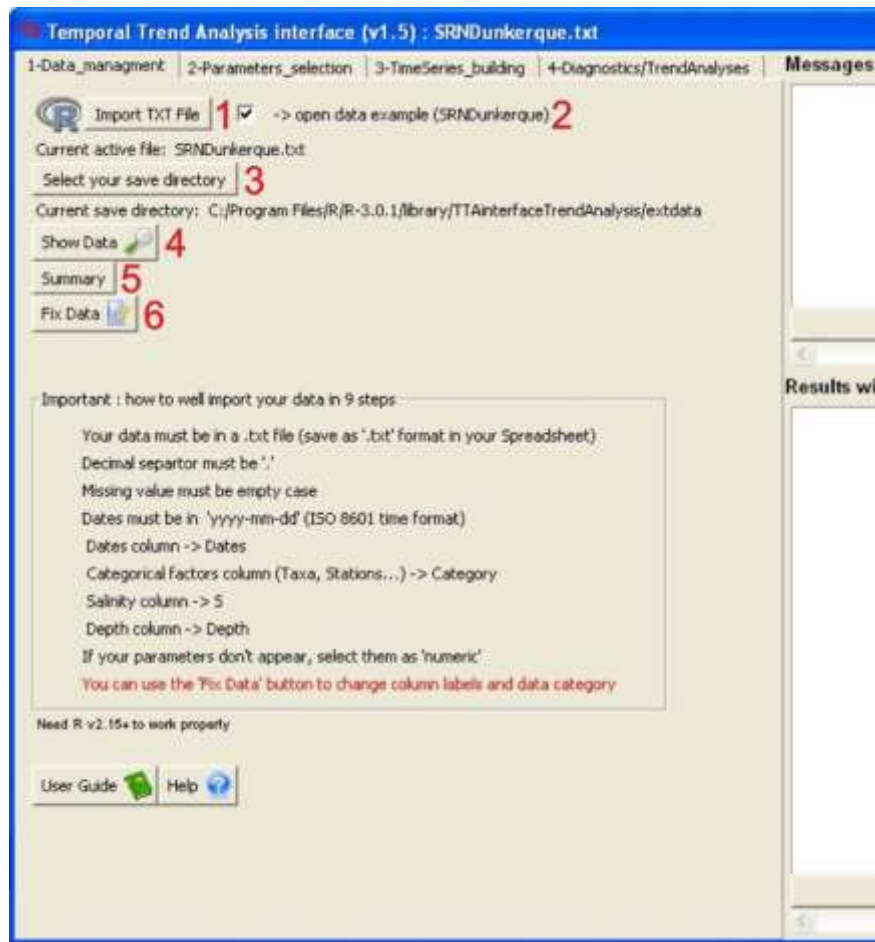 Temporal Trend Analysis interface (v1.5) : SRNDunkerque.txt
1-Data_managment 2-Parameters_selection 3-TimeSeries_building 4-Diagnostics/TrendAnalyses Messages
R Import TXT File 1 -> open data example (SRNDunkerque) 2
Current active file: SRNDunkerque.txt
Select your save directory 3
Current save directory: C:/Program Files/R/R-3.0.1/library/TTAinterfaceTrendAnalysis/extdata
Show Data 4
Summary 5
Fix Data 6
Results wi
Important : how to well import your data in 9 steps
Your data must be in a .txt file (save as '.txt' format in your Spreadsheet)
Decimal separtor must be '.'
Missing value must be empty case
Dates must be in 'yyyy-mm-dd' (ISO 8601 time format)
Dates column -> Dates
Categorical factors column (Taxa, Stations...) -> Category
Salinity column -> S
Depth column -> Depth
If your parameters don't appear, select them as 'numeric'
You can use the 'Fix Data' button to change column labels and data category
Need R v2.15+ to work properly
User Guide Help ?